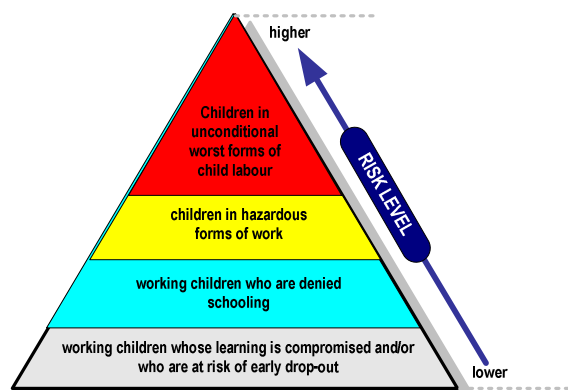 higher
Children in
unconditional
worst forms of
child labour
RISK LEVEL
children in hazardous
forms of work
working children who are denied
schooling
working children whose learning is compromised and/or
who are at risk of early drop-out
lower